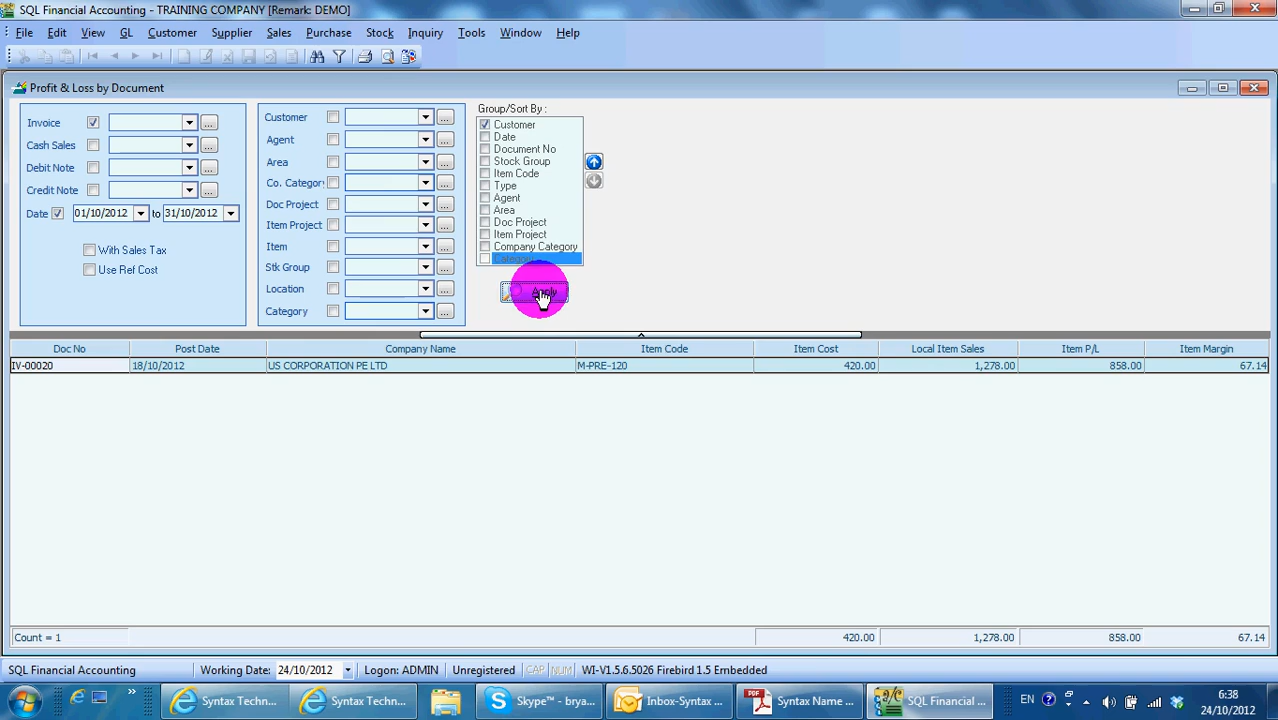 SQL Financial Accounting - TRAINING COMPANY [Remark: DEMO]
File Edit View GL Customer Supplier Sales Purchase Stock Inquiry Tools Window Help
Profit & Loss by Document
Invoice
Cash Sales
Debit Note
Credit Note
Date 01/10/2012 to 31/10/2012
With Sales Tax
Use Ref Cost
Customer
Agent
Area
Co. Categor
Doc Project
Item Project
Item
Stk Group
Location
Category
Group/Sort By :
Customer
Date
Document No
Stock Group
Item Code
Type
Agent
Area
Doc Project
Item Project
Company Category
Category
Apply
Doc No Post Date Company Name Item Code Item Cost Local Item Sales Item P/L Item Margin
IV-00020 18/10/2012 US CORPORATION PE LTD M-PRE-120 420.00 1,278.00 858.00 67.14
Count = 1 420.00 1,278.00 858.00 67.14
SQL Financial Accounting Working Date: 24/10/2012 Logon: ADMIN Unregistered CAP NUM WI-V1.5.6.5026 Firebird 1.5 Embedded
Syntax Techn... Syntax Techn... Skype™ - brya... Inbox-Syntax ... PDF Syntax Name ... SQL Financial ... EN 6:38
24/10/2012